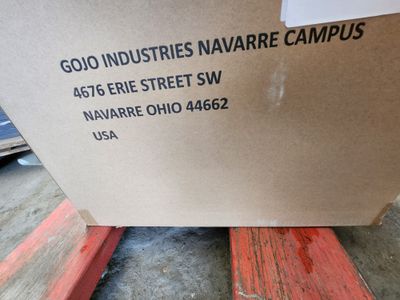 GOJO INDUSTRIES NAVARRE CAMPUS
4676 ERIE STREET SW
NAVARRE OHIO 44662
USA